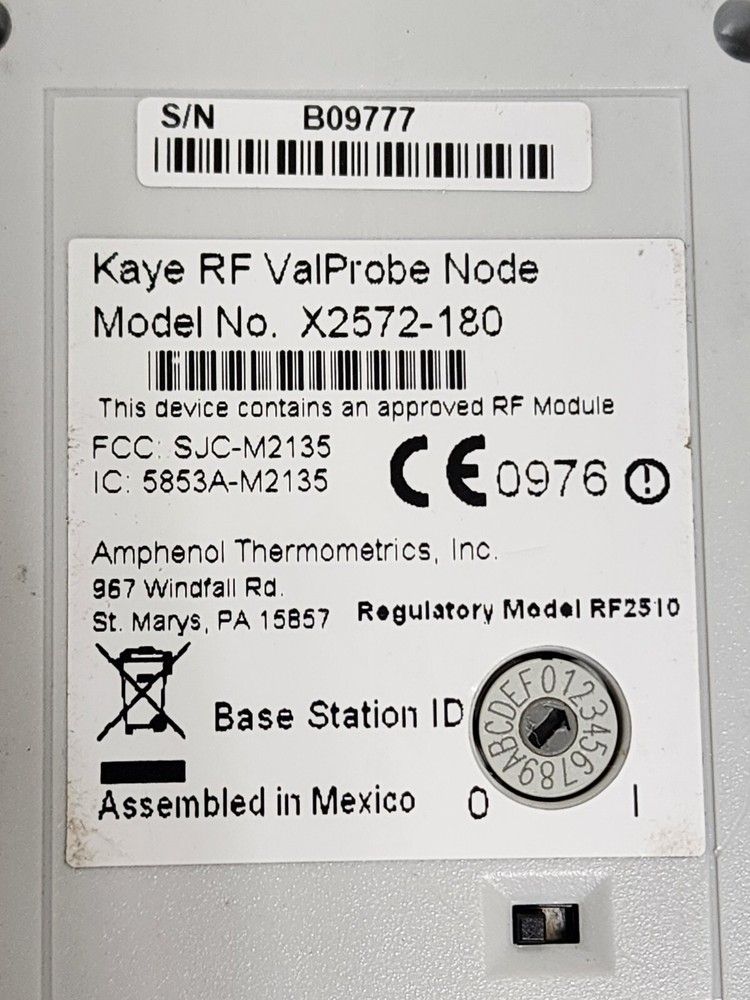 S/N B09777
Kaye RF ValProbe Node
Model No. X2572-180
This device contains an approved RF Module
FCC: SJC-M2135
IC: 5853A-M2135
CE 0976
Amphenol Thermometrics, Inc.
967 Windfall Rd.
St. Marys, PA 15857
Regulatory Model RF2510
Base Station ID
0123456789ABCDEF
Assembled in Mexico
O I